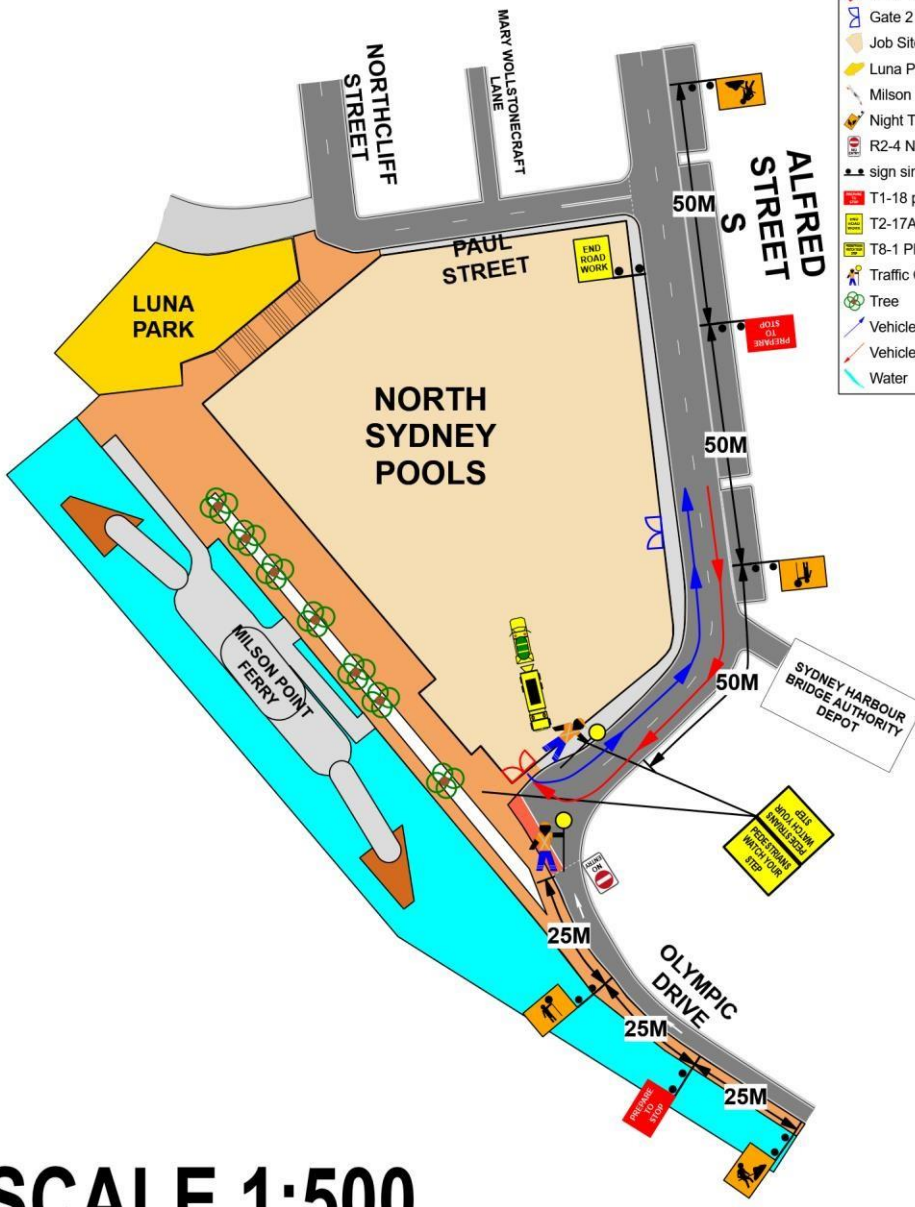 Gate 2
Job Site
Luna P
Milson
Night T
R2-4 N
sign sin
T1-18 p
T2-17A
T8-1 P
Traffic C
Tree
Vehicle
Vehicle
Water
NORTHCLIFF
STREET
MARY WOLLSTONECRAFT
LANE
ALFRED
STREET
S
50M
PAUL
STREET
END
ROAD
WORK
LUNA
PARK
PREPARE
TO
STOP
NORTH
SYDNEY
POOLS
50M
MILSON POINT
FERRY
50M
SYDNEY HARBOUR
BRIDGE AUTHORITY
DEPOT
PEDESTRIANS
WATCH YOUR
STEP
PEDESTRIANS
WATCH YOUR
STEP
NO
ENTRY
25M
OLYMPIC
DRIVE
25M
25M
PREPARE
TO
STOP
SCALE 1:500